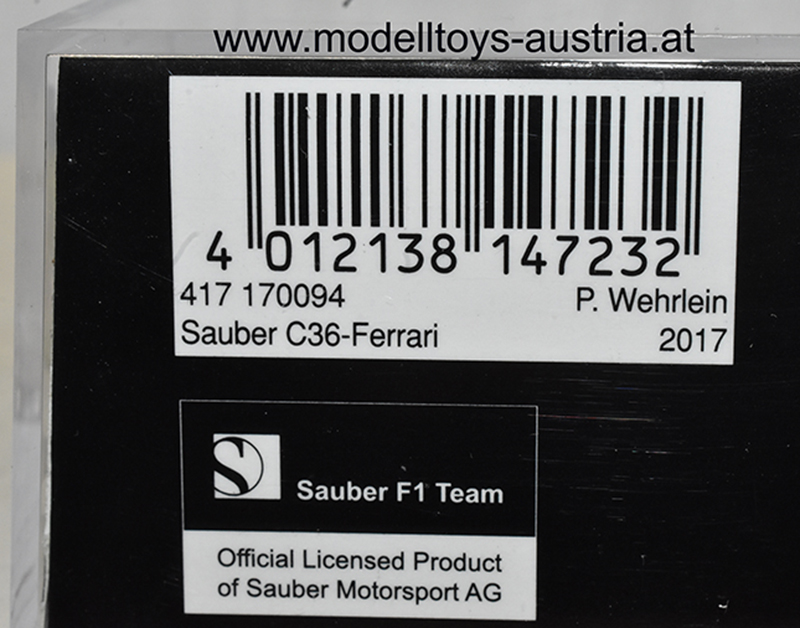 www.modelltoys-austria.at
4 012138 147232
417 170094 P. Wehrlein
Sauber C36-Ferrari 2017
S
Sauber F1 Team
Official Licensed Product
of Sauber Motorsport AG